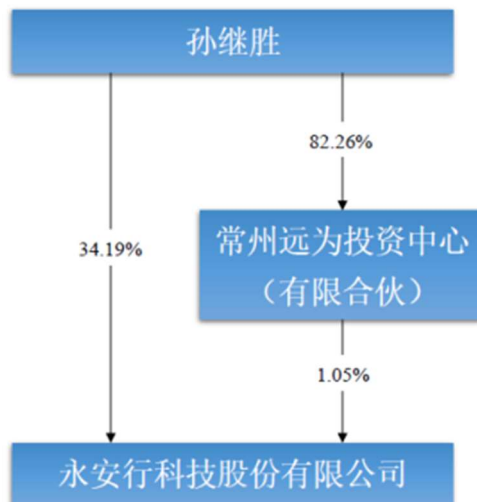 孙继胜
82.26%
常州远为投资中心
（有限合伙）
34.19%
1.05%
永安行科技股份有限公司